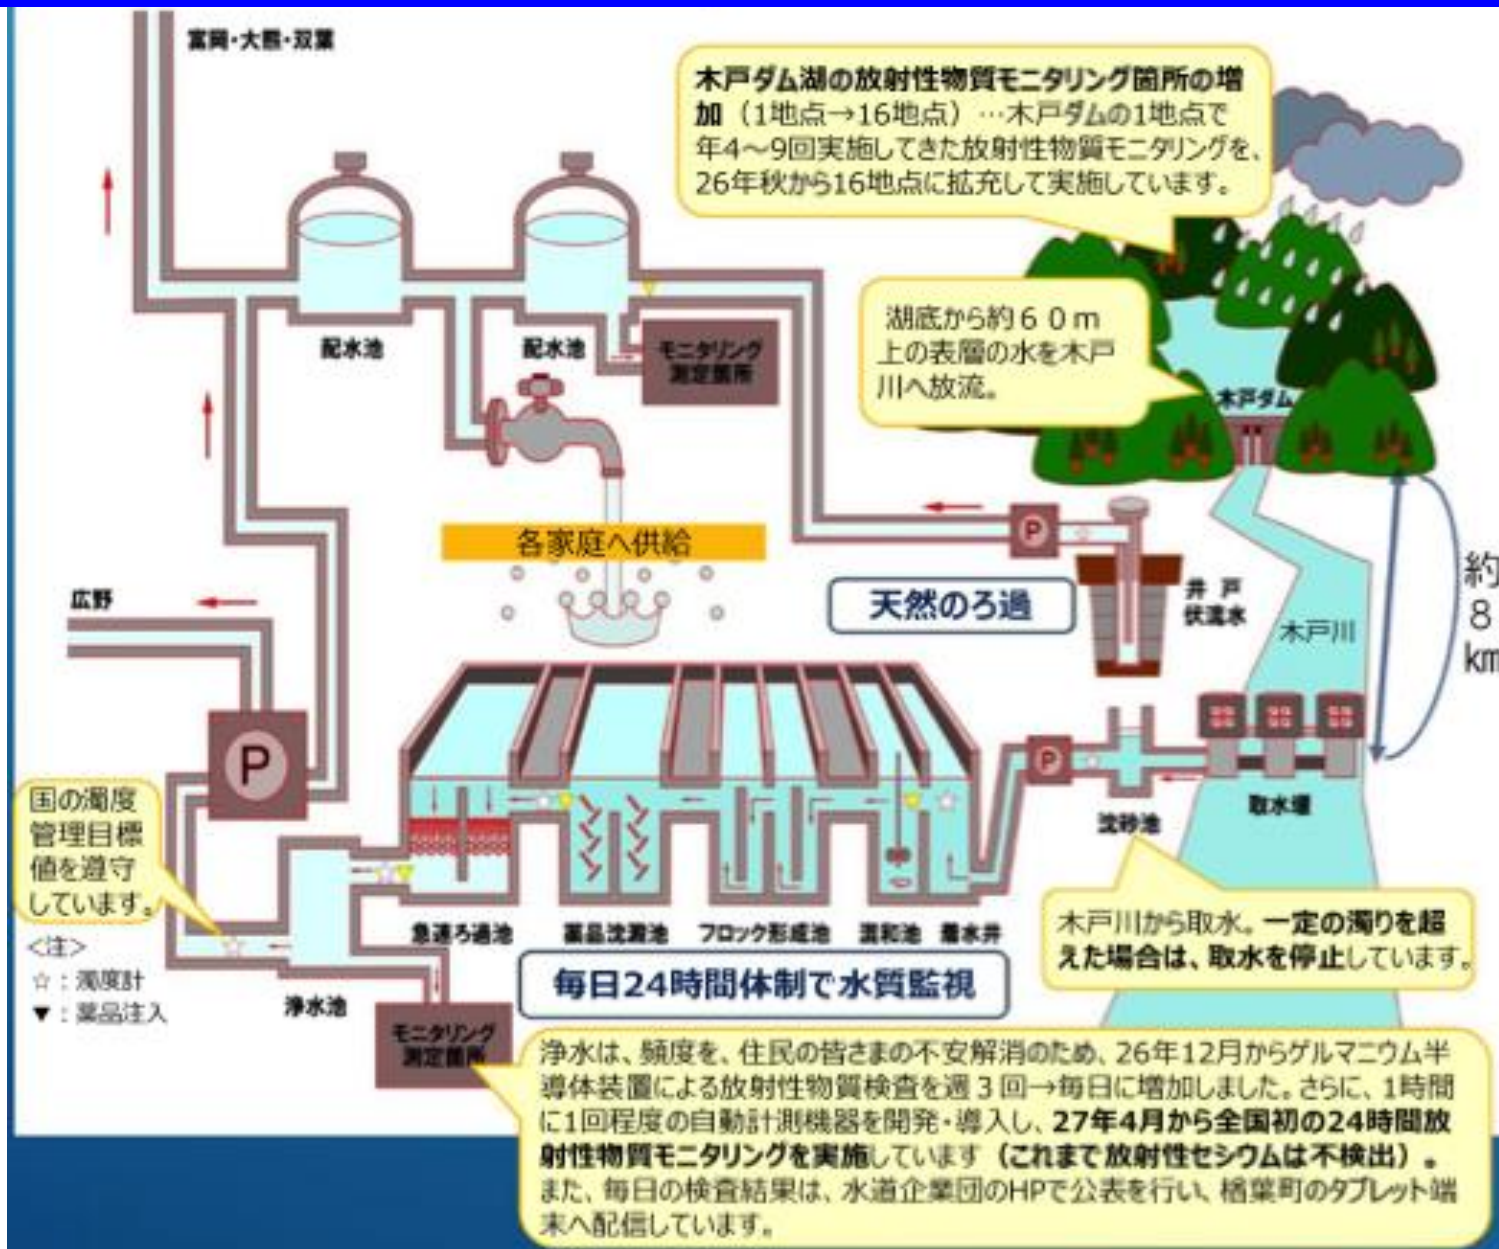 富岡・大熊・双葉
木戸ダム湖の放射性物質モニタリング箇所の増
加（1地点→16地点）…木戸ダムの1地点で
年4～9回実施してきた放射性物質モニタリングを、
26年秋から16地点に拡充して実施しています。
配水池
配水池
モニタリング
測定箇所
湖底から約６０ｍ
上の表層の水を木戸
川へ放流。
木戸ダム
各家庭へ供給
P
天然のろ過
井戸
伏流水
木戸川
約
8
km
広野
P
P
沈砂池
取水堰
国の濁度
管理目標
値を遵守
しています。
<注>
☆：濁度計
▼：薬品注入
急速ろ過池
薬品沈澱池
フロック形成池
混和池
着水井
木戸川から取水。一定の濁りを超
えた場合は、取水を停止しています。
毎日24時間体制で水質監視
浄水池
モニタリング
測定箇所
浄水は、頻度を、住民の皆さまの不安解消のため、26年12月からゲルマニウム半
導体装置による放射性物質検査を週３回→毎日に増加しました。さらに、1時間
に1回程度の自動計測機器を開発・導入し、27年4月から全国初の24時間放
射性物質モニタリングを実施しています（これまで放射性セシウムは不検出）。
また、毎日の検査結果は、水道企業団のHPで公表を行い、楢葉町のタブレット端
末へ配信しています。